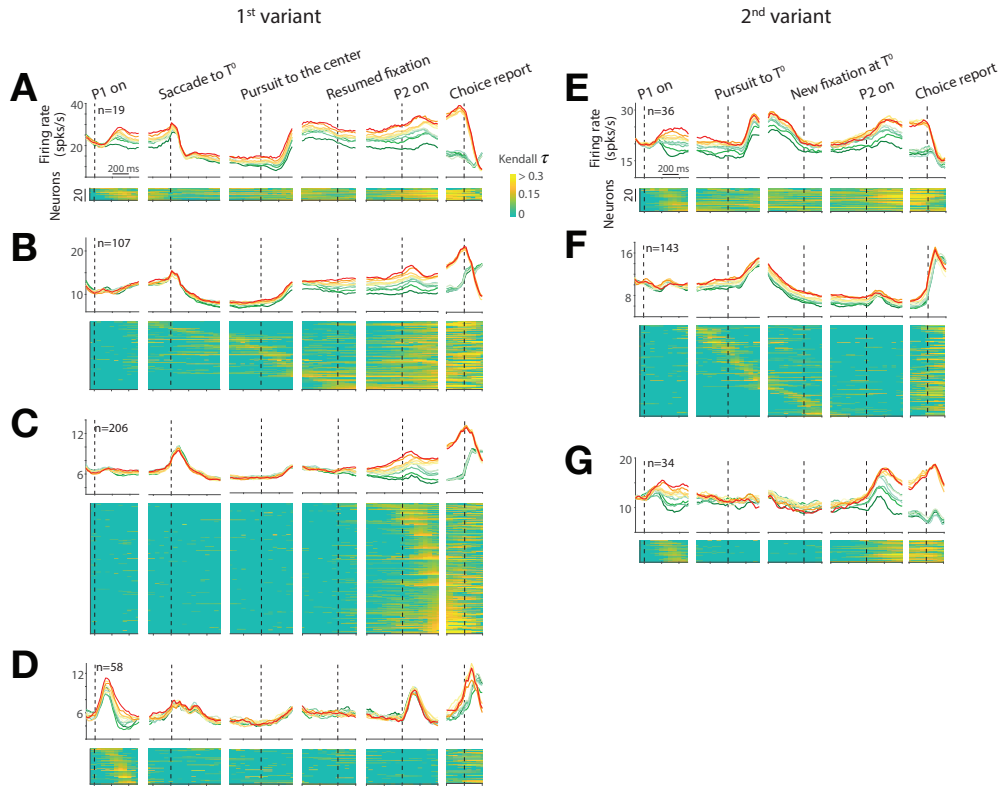 1st variant
2nd variant
A
P1 on
Saccade to T⁰
Pursuit to the center
Resumed fixation
P2 on
Choice report
n=19
40
20
Firing rate
(spks/s)
200 ms
Neurons
20
Kendall τ
> 0.3
0.15
0
B
n=107
20
10
C
n=206
12
6
D
n=58
12
6
E
P1 on
Pursuit to T⁰
New fixation at T⁰
P2 on
Choice report
n=36
30
20
15
Firing rate
(spks/s)
200 ms
Neurons
20
F
n=143
16
12
8
G
n=34
20
10